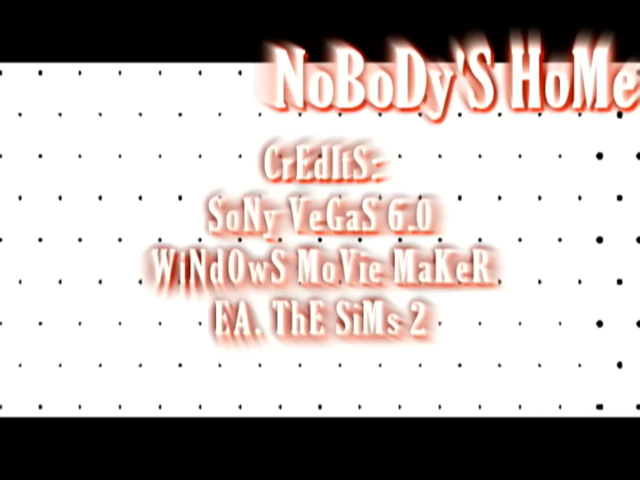 NoBoDy'S HoMe
CrEdItS:
SoNy VeGaS 6.0
WiNdOwS MoVie MaKeR
EA. ThE SiMs 2